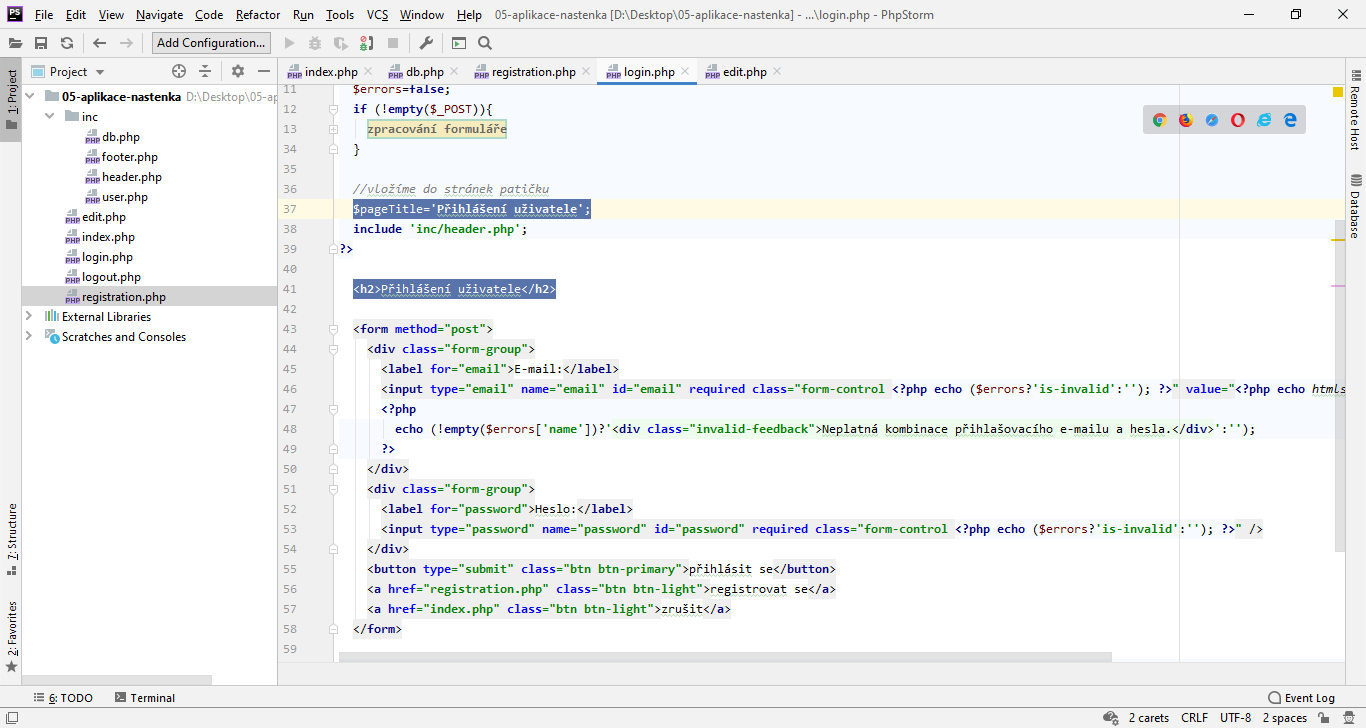 PS File Edit View Navigate Code Refactor Run Tools VCS Window Help 05-aplikace-nastenka [D:\Desktop\05-aplikace-nastenka] - ...\login.php - PhpStorm
Add Configuration...
1: Project
Project
index.php db.php registration.php login.php edit.php
05-aplikace-nastenka D:\Desktop\05-ap
inc
db.php
footer.php
header.php
user.php
edit.php
index.php
login.php
logout.php
registration.php
External Libraries
Scratches and Consoles
7: Structure
2: Favorites
11 $errors=false;
12 if (!empty($_POST)){
13 zpracování formuláře
34 }
35
36 //vložíme do stránek patičku
37 $pageTitle='Přihlášení uživatele';
38 include 'inc/header.php';
39 ?>
40
41 <h2>Přihlášení uživatele</h2>
42
43 <form method="post">
44 <div class="form-group">
45 <label for="email">E-mail:</label>
46 <input type="email" name="email" id="email" required class="form-control <?php echo ($errors?'is-invalid':''); ?>" value="<?php echo htmls
47 <?php
48 echo (!empty($errors['name'])?'<div class="invalid-feedback">Neplatná kombinace přihlašovacího e-mailu a hesla.</div>':'');
49 ?>
50 </div>
51 <div class="form-group">
52 <label for="password">Heslo:</label>
53 <input type="password" name="password" id="password" required class="form-control <?php echo ($errors?'is-invalid':''); ?>" />
54 </div>
55 <button type="submit" class="btn btn-primary">přihlásit se</button>
56 <a href="registration.php" class="btn btn-light">registrovat se</a>
57 <a href="index.php" class="btn btn-light">zrušit</a>
58 </form>
59
Remote Host
Database
6: TODO Terminal Event Log
2 carets CRLF UTF-8 2 spaces